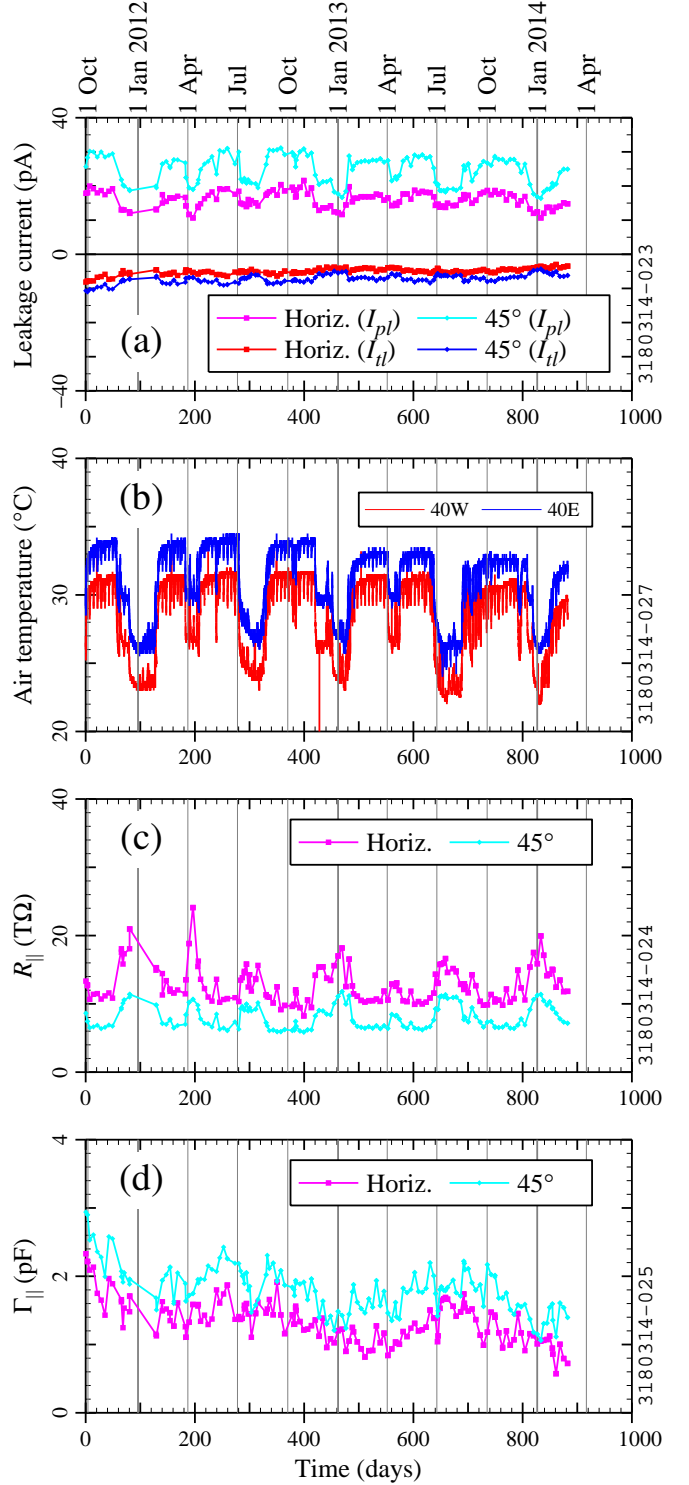 1 Oct
1 Jan 2012
1 Apr
1 Jul
1 Oct
1 Jan 2013
1 Apr
1 Jul
1 Oct
1 Jan 2014
1 Apr
Leakage current (pA)
40
0
−40
(a)
Horiz. (I_pl)
45° (I_pl)
Horiz. (I_tl)
45° (I_tl)
3180314-023
0 200 400 600 800 1000
Air temperature (°C)
40
30
20
(b)
40W
40E
3180314-027
0 200 400 600 800 1000
R_|| (TΩ)
40
20
0
(c)
Horiz.
45°
3180314-024
0 200 400 600 800 1000
Γ_|| (pF)
4
2
0
(d)
Horiz.
45°
3180314-025
0 200 400 600 800 1000
Time (days)